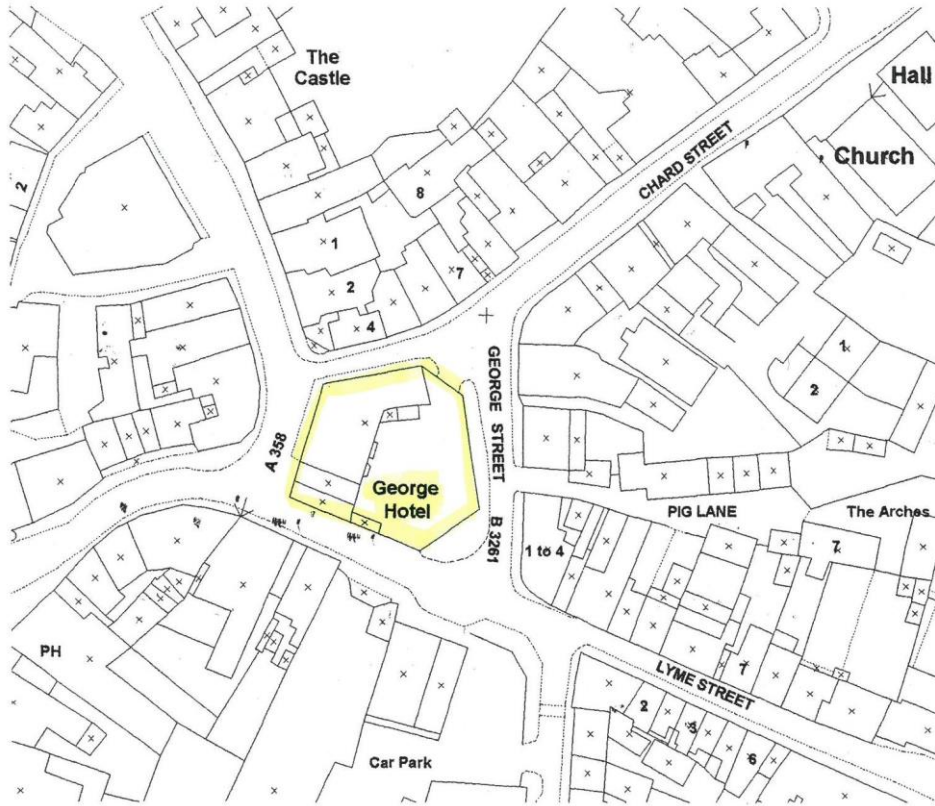 The
Castle
Hall
CHARD STREET
Church
2
8
1
7
2
4
1
2
GEORGE STREET
A 358
George
Hotel
B 3261
PIG LANE
The Arches
1 to 4
7
PH
LYME STREET
7
2
3
6
Car Park